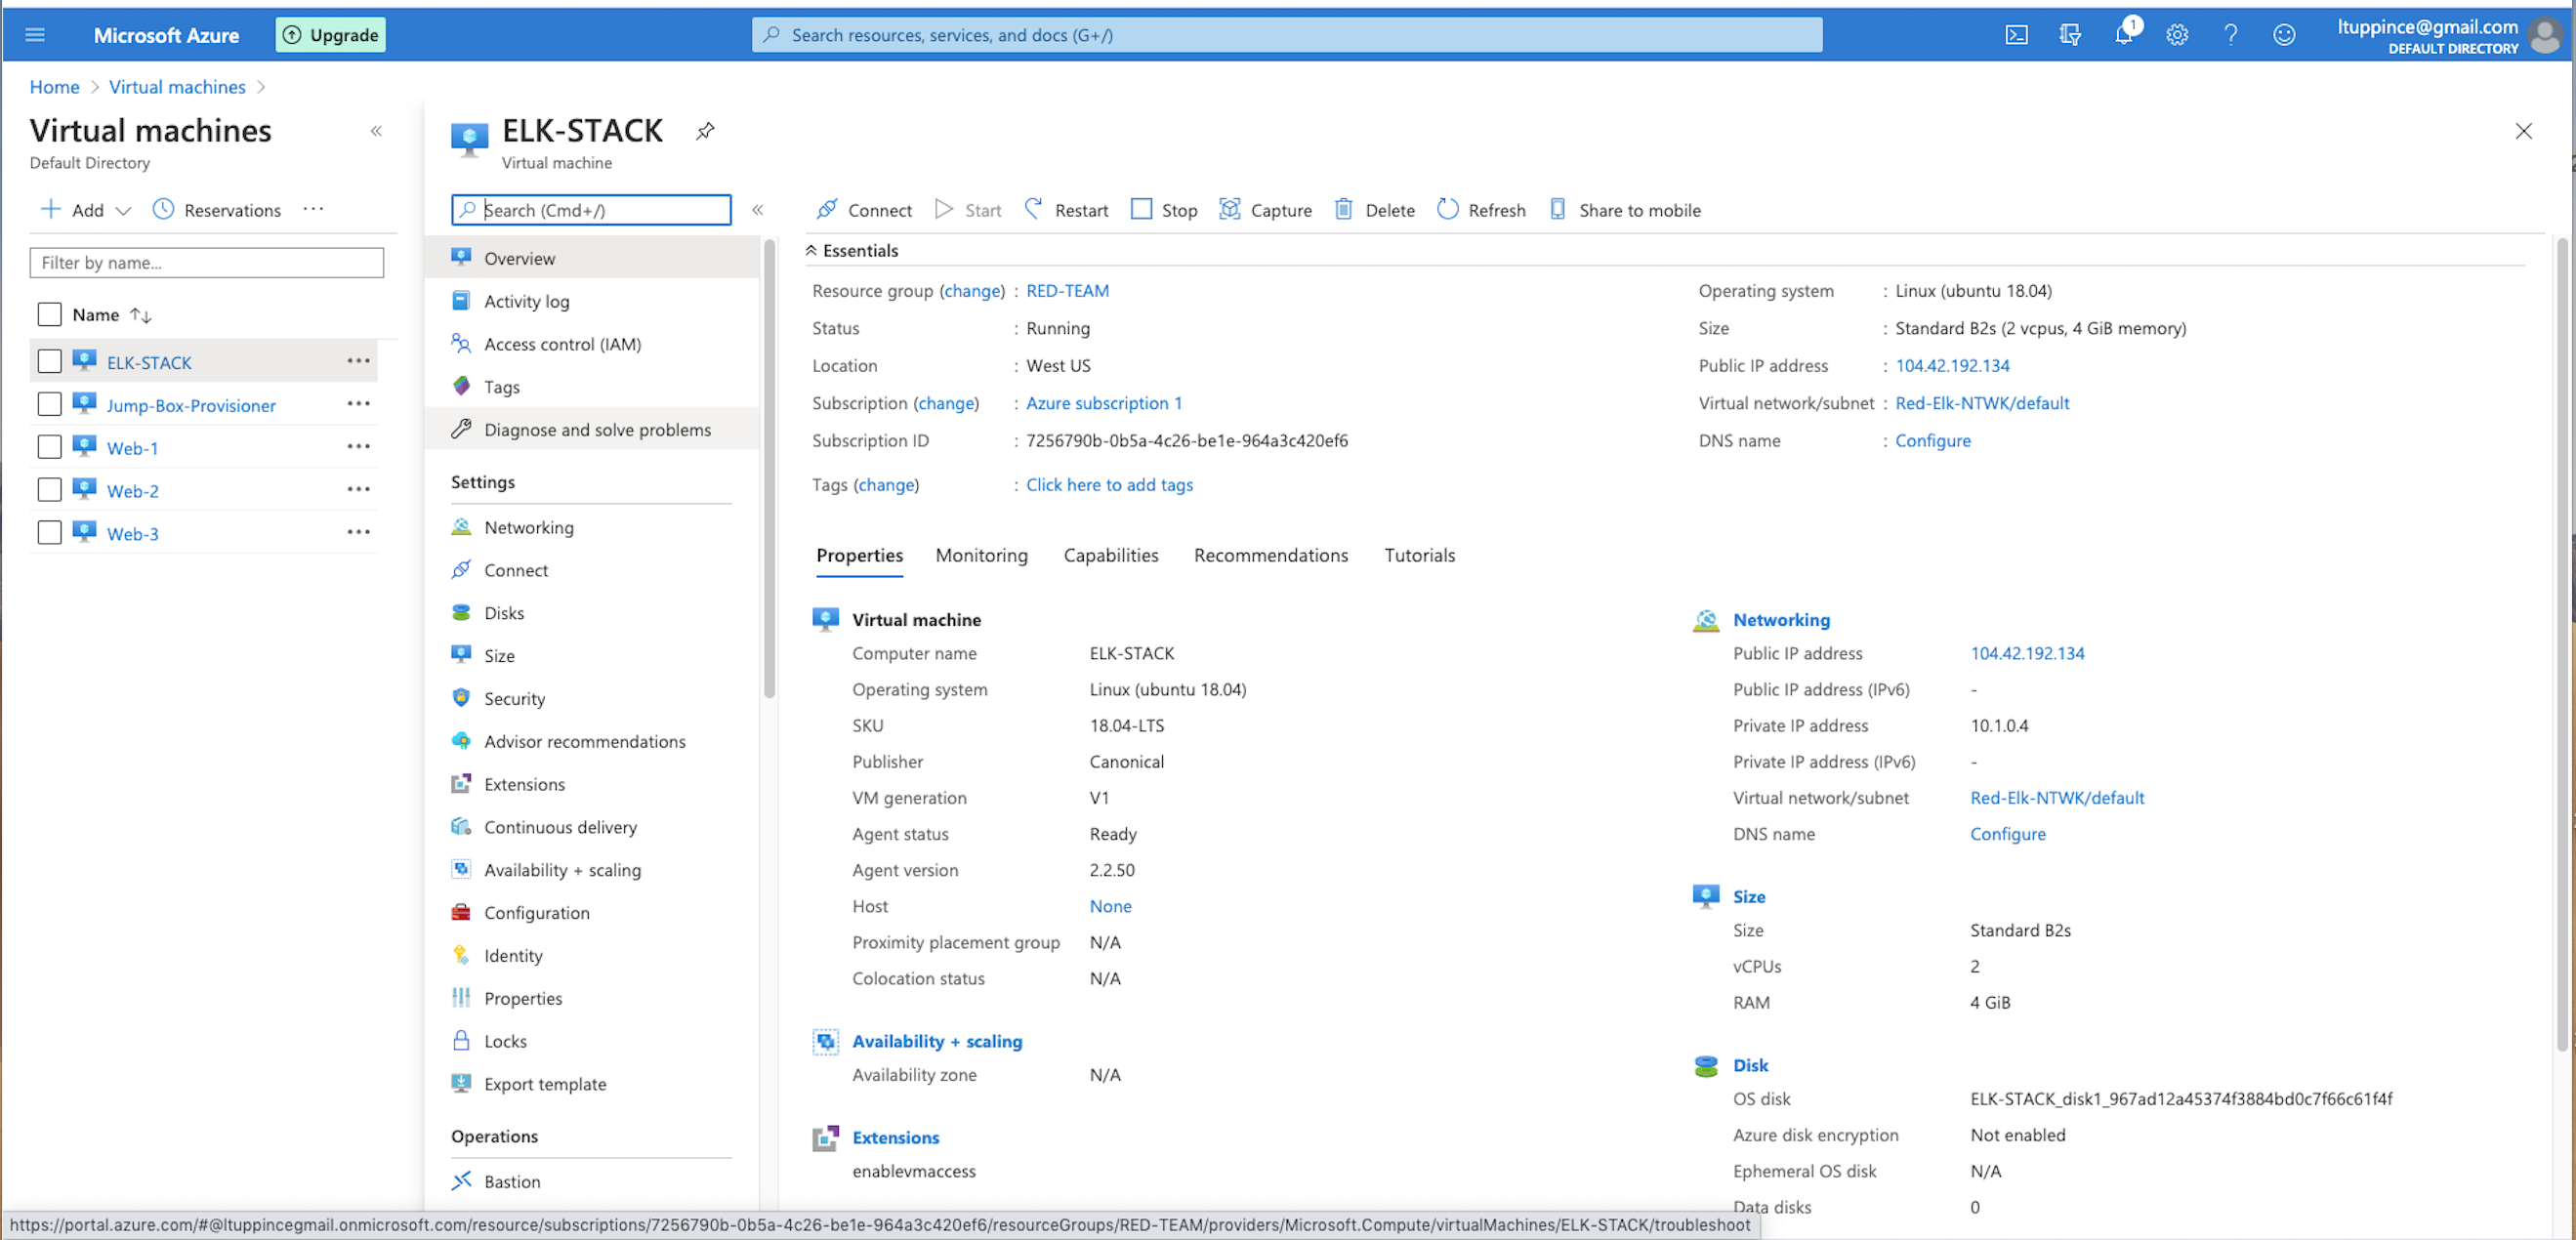 Microsoft Azure
Upgrade
Search resources, services, and docs (G+/)
1
ltuppince@gmail.com
DEFAULT DIRECTORY
Home > Virtual machines >
Virtual machines
Default Directory
Add
Reservations
...
Filter by name...
Name
ELK-STACK
Jump-Box-Provisioner
Web-1
Web-2
Web-3
ELK-STACK
Virtual machine
Search (Cmd+/)
Overview
Activity log
Access control (IAM)
Tags
Diagnose and solve problems
Settings
Networking
Connect
Disks
Size
Security
Advisor recommendations
Extensions
Continuous delivery
Availability + scaling
Configuration
Identity
Properties
Locks
Export template
Operations
Bastion
Connect
Start
Restart
Stop
Capture
Delete
Refresh
Share to mobile
Essentials
Resource group (change) : RED-TEAM
Status : Running
Location : West US
Subscription (change) : Azure subscription 1
Subscription ID : 7256790b-0b5a-4c26-be1e-964a3c420ef6
Tags (change) : Click here to add tags
Operating system : Linux (ubuntu 18.04)
Size : Standard B2s (2 vcpus, 4 GiB memory)
Public IP address : 104.42.192.134
Virtual network/subnet : Red-Elk-NTWK/default
DNS name : Configure
Properties
Monitoring
Capabilities
Recommendations
Tutorials
Virtual machine
Computer name ELK-STACK
Operating system Linux (ubuntu 18.04)
SKU 18.04-LTS
Publisher Canonical
VM generation V1
Agent status Ready
Agent version 2.2.50
Host None
Proximity placement group N/A
Colocation status N/A
Availability + scaling
Availability zone N/A
Extensions
enablevmaccess
Networking
Public IP address 104.42.192.134
Public IP address (IPv6) -
Private IP address 10.1.0.4
Private IP address (IPv6) -
Virtual network/subnet Red-Elk-NTWK/default
DNS name Configure
Size
Size Standard B2s
vCPUs 2
RAM 4 GiB
Disk
OS disk ELK-STACK_disk1_967ad12a45374f3884bd0c7f66c61f4f
Azure disk encryption Not enabled
Ephemeral OS disk N/A
Data disks 0
https://portal.azure.com/#@ltuppincegmail.onmicrosoft.com/resource/subscriptions/7256790b-0b5a-4c26-be1e-964a3c420ef6/resourceGroups/RED-TEAM/providers/Microsoft.Compute/virtualMachines/ELK-STACK/troubleshoot